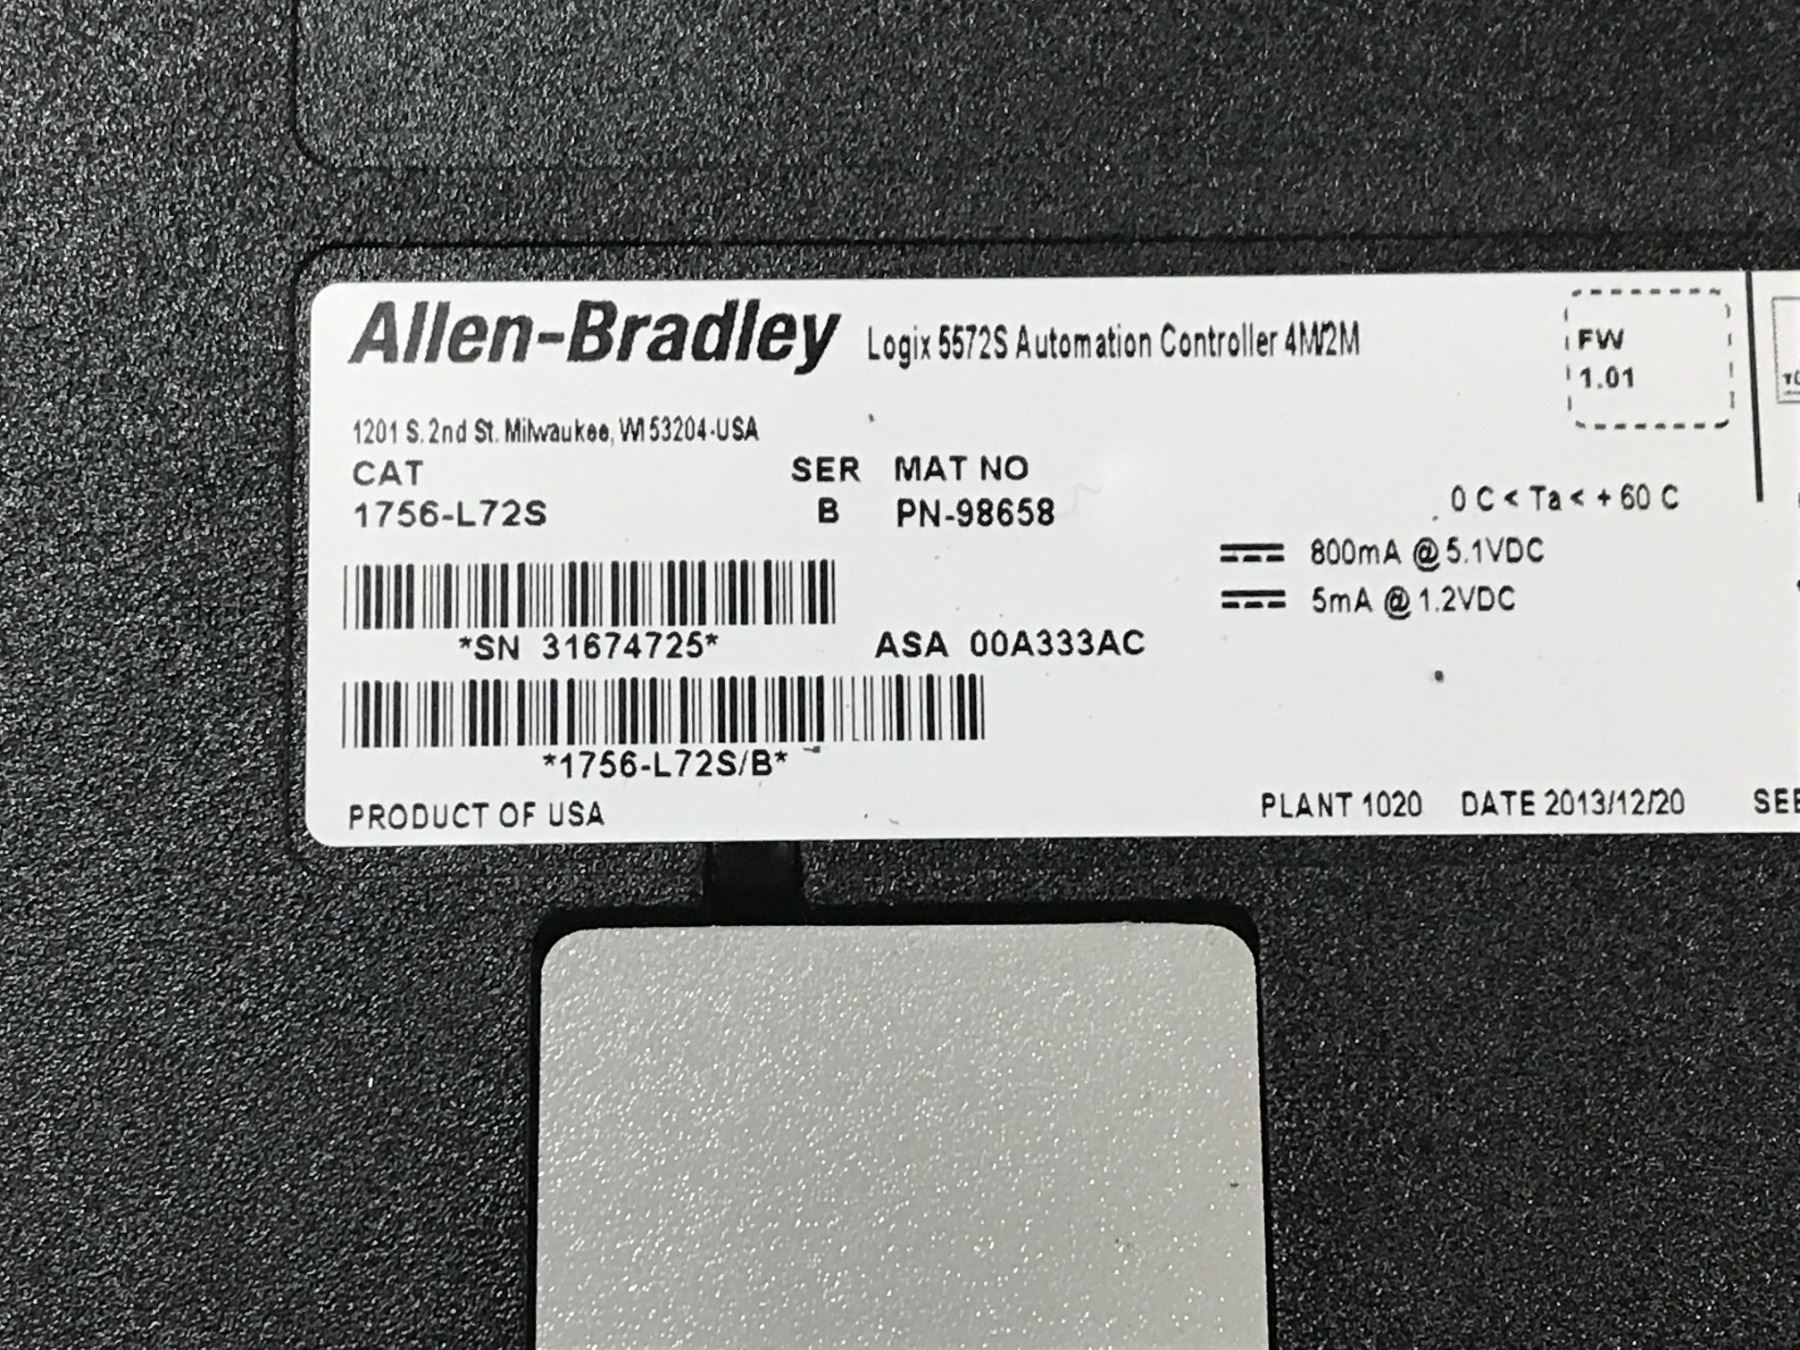 Allen-Bradley Logix 5572S Automation Controller 4M/2M
FW
1.01
1201 S. 2nd St. Milwaukee, WI 53204-USA
CAT SER MAT NO
1756-L72S B PN-98658
0 C < Ta < + 60 C
800mA @ 5.1VDC
5mA @ 1.2VDC
*SN 31674725* ASA 00A333AC
*1756-L72S/B*
PRODUCT OF USA PLANT 1020 DATE 2013/12/20